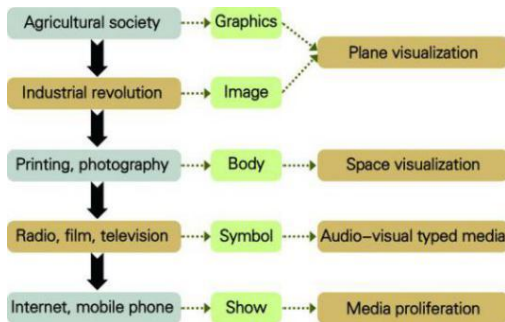 Agricultural society
Graphics
Plane visualization
Industrial revolution
Image
Printing, photography
Body
Space visualization
Radio, film, television
Symbol
Audio–visual typed media
Internet, mobile phone
Show
Media proliferation